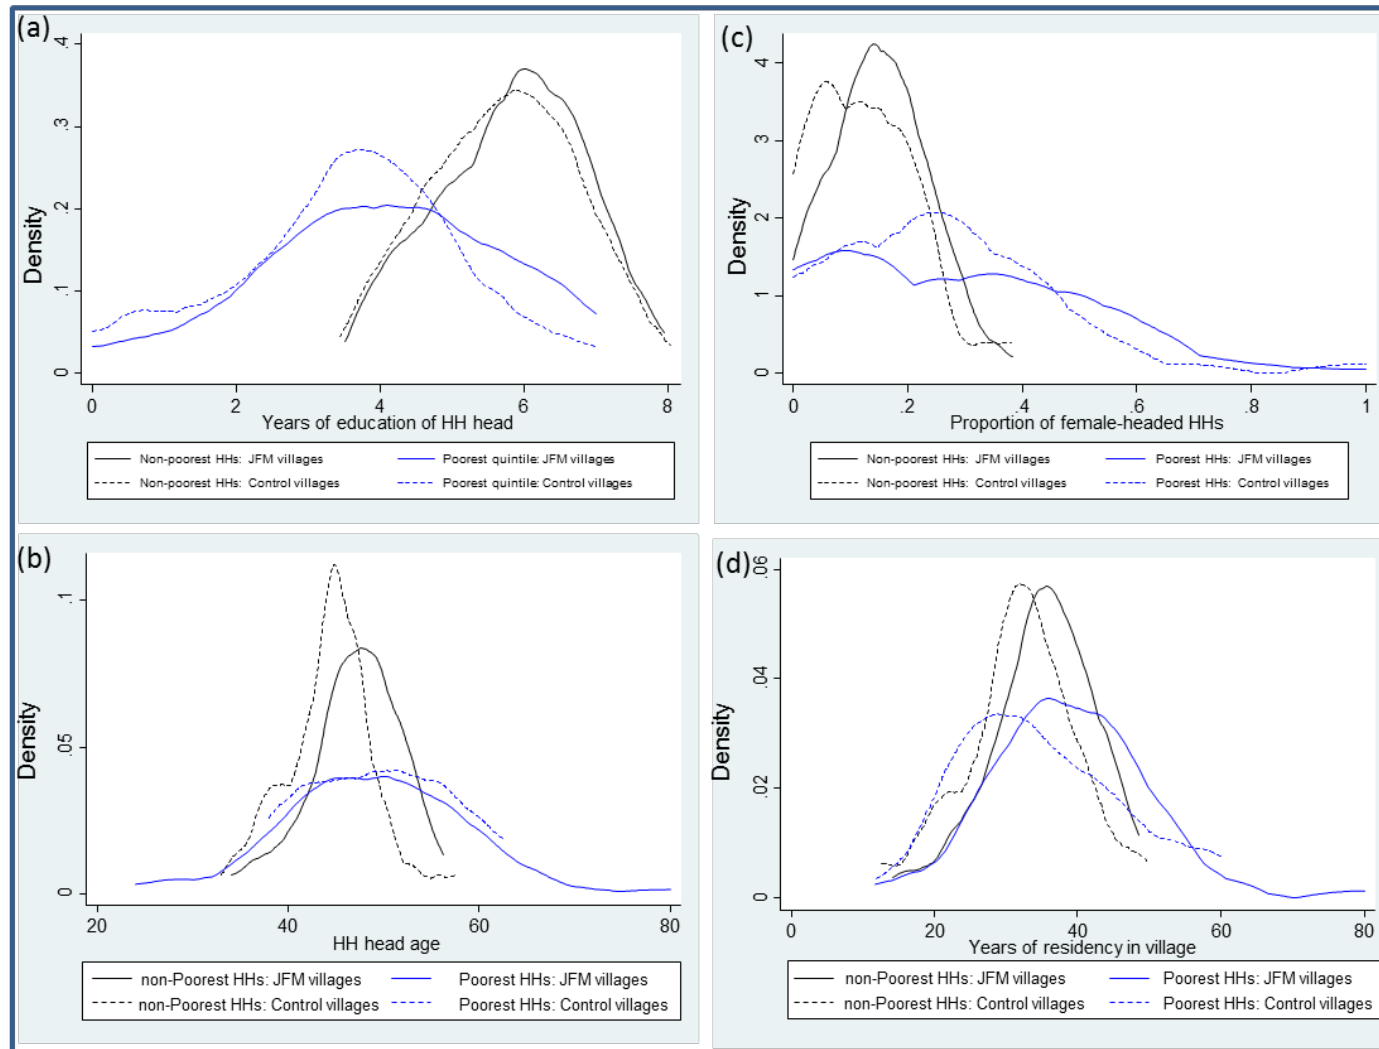 (a)
.4
.3
.2
.1
0
Density
0 2 4 6 8
Years of education of HH head
Non-poorest HHs: JFM villages Poorest quintile: JFM villages
Non-poorest HHs: Control villages Poorest quintile: Control villages
(c)
4
3
2
1
0
Density
0 .2 .4 .6 .8 1
Proportion of female-headed HHs
Non-poorest HHs: JFM villages Poorest HHs: JFM villages
Non-poorest HHs: Control villages Poorest HHs: Control villages
(b)
.1
.05
0
Density
20 40 60 80
HH head age
non-Poorest HHs: JFM villages Poorest HHs: JFM villages
non-Poorest HHs: Control villages Poorest HHs: Control villages
(d)
.06
.04
.02
0
Density
0 20 40 60 80
Years of residency in village
non-Poorest HHs: JFM villages Poorest HHs: JFM villages
non-Poorest HHs: Control villages Poorest HHs: Control villages